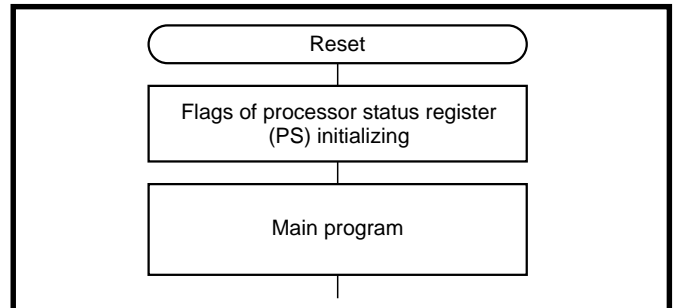 Reset
Flags of processor status register
(PS) initializing
Main program